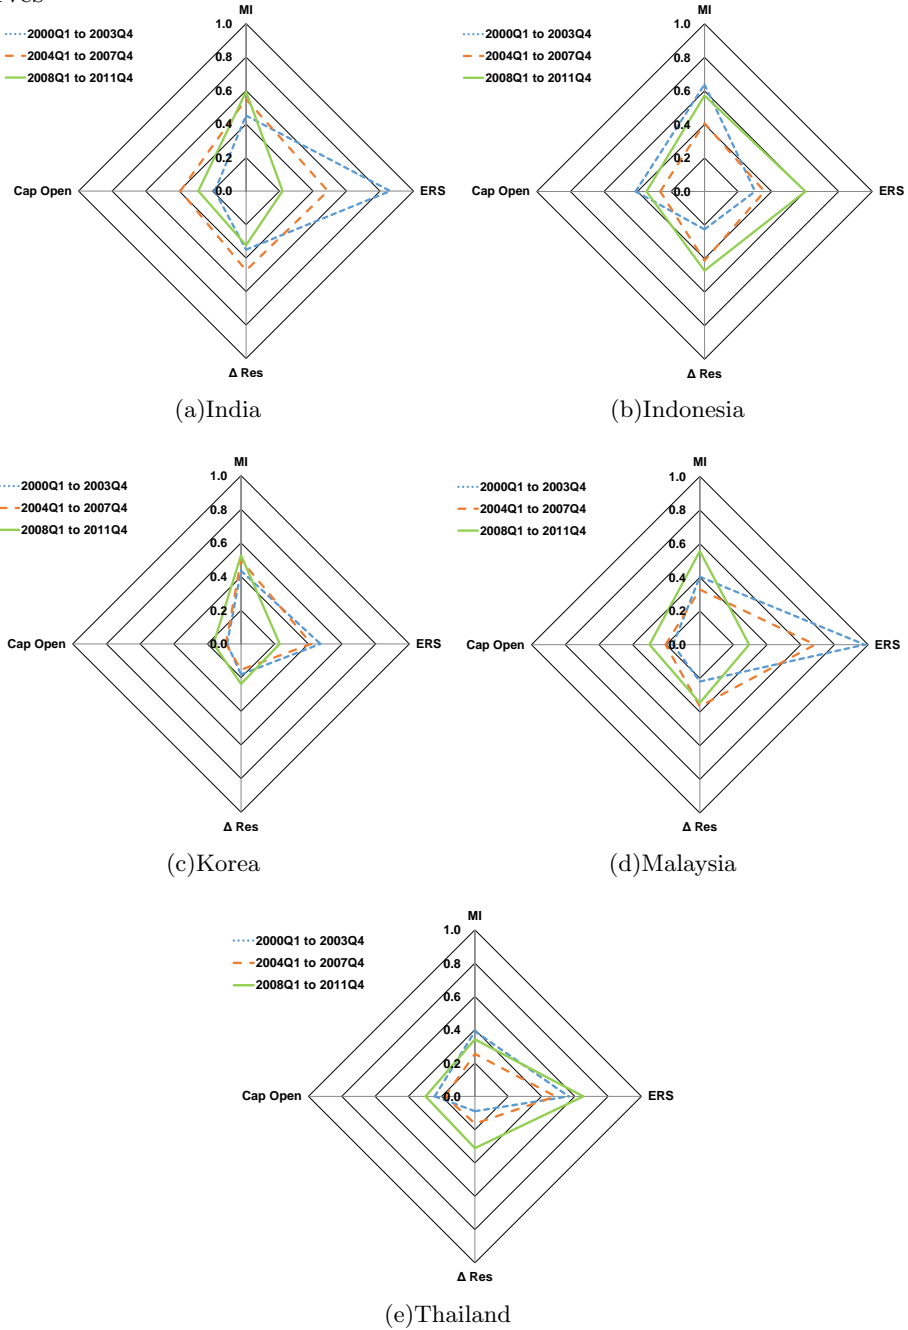 MI
1.0
2000Q1 to 2003Q4
0.8
2004Q1 to 2007Q4
2008Q1 to 2011Q4
0.6
0.4
0.2
Cap Open
0.0
ERS
Δ Res
(a)India
MI
1.0
2000Q1 to 2003Q4
0.8
2004Q1 to 2007Q4
2008Q1 to 2011Q4
0.6
0.4
0.2
Cap Open
0.0
ERS
Δ Res
(b)Indonesia
MI
1.0
2000Q1 to 2003Q4
0.8
2004Q1 to 2007Q4
2008Q1 to 2011Q4
0.6
0.4
0.2
Cap Open
0.0
ERS
Δ Res
(c)Korea
MI
1.0
2000Q1 to 2003Q4
0.8
2004Q1 to 2007Q4
2008Q1 to 2011Q4
0.6
0.4
0.2
Cap Open
0.0
ERS
Δ Res
(d)Malaysia
MI
1.0
2000Q1 to 2003Q4
0.8
2004Q1 to 2007Q4
2008Q1 to 2011Q4
0.6
0.4
0.2
Cap Open
0.0
ERS
Δ Res
(e)Thailand